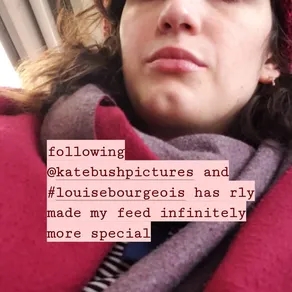 following
@katebushpictures and
#louisebourgeois has rly
made my feed infinitely
more special